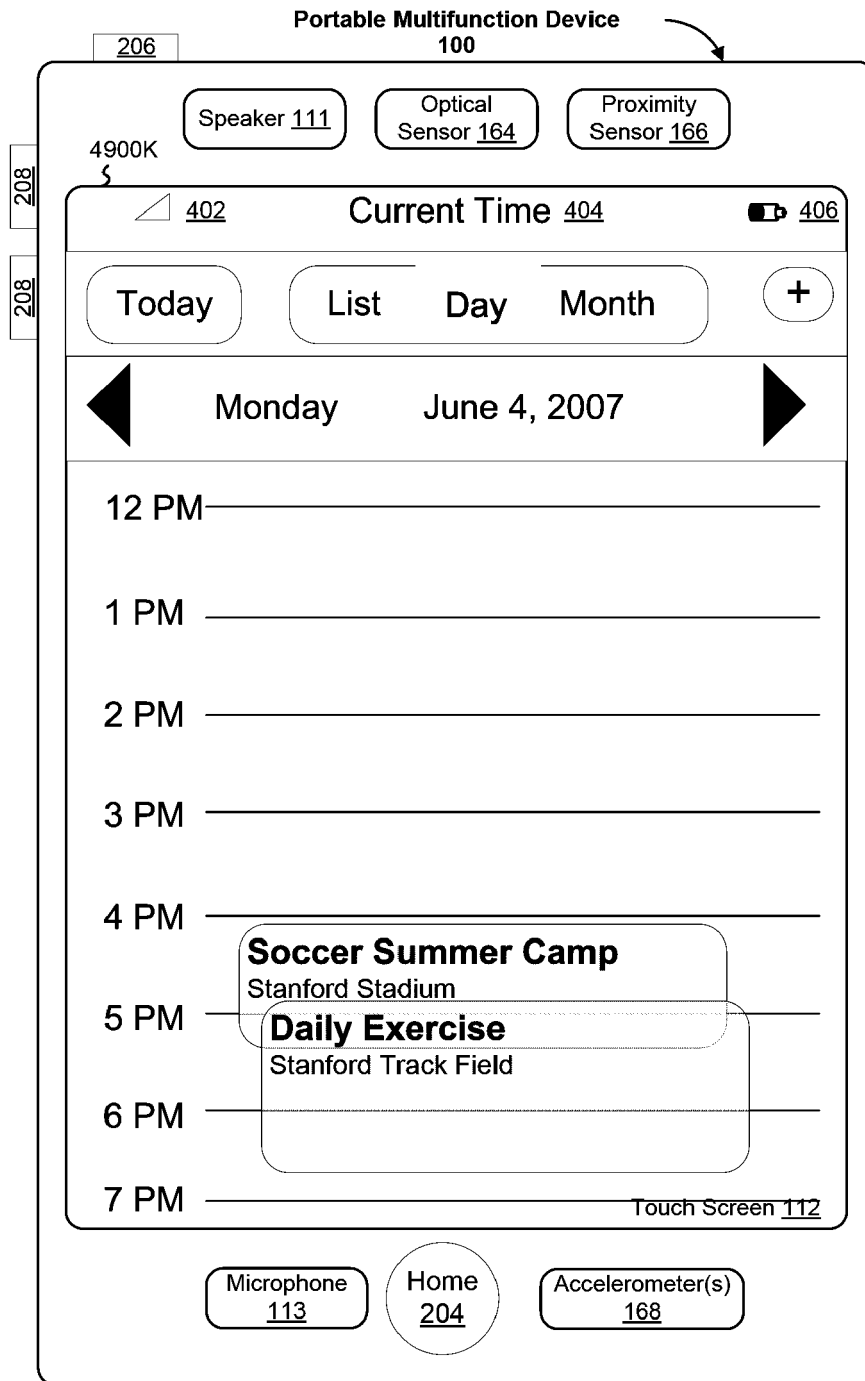 Portable Multifunction Device
100
206
Speaker 111
Optical
Sensor 164
Proximity
Sensor 166
4900K
208
208
402
Current Time 404
406
Today
List
Day
Month
+
Monday
June 4, 2007
12 PM
1 PM
2 PM
3 PM
4 PM
Soccer Summer Camp
Stanford Stadium
5 PM
Daily Exercise
Stanford Track Field
6 PM
7 PM
Touch Screen 112
Microphone
113
Home
204
Accelerometer(s)
168